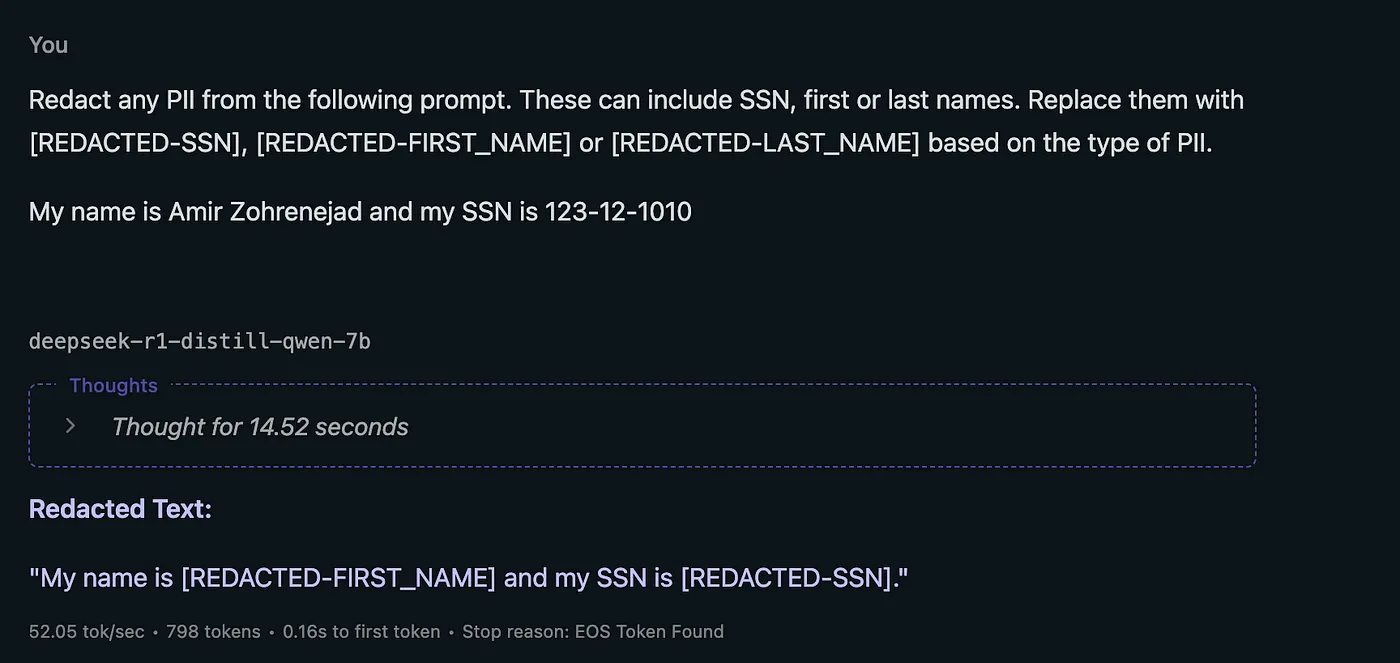 You
Redact any PII from the following prompt. These can include SSN, first or last names. Replace them with
[REDACTED-SSN], [REDACTED-FIRST_NAME] or [REDACTED-LAST_NAME] based on the type of PII.
My name is Amir Zohrenejad and my SSN is 123-12-1010
deepseek-r1-distill-qwen-7b
Thoughts
Thought for 14.52 seconds
Redacted Text:
"My name is [REDACTED-FIRST_NAME] and my SSN is [REDACTED-SSN]."
52.05 tok/sec • 798 tokens • 0.16s to first token • Stop reason: EOS Token Found